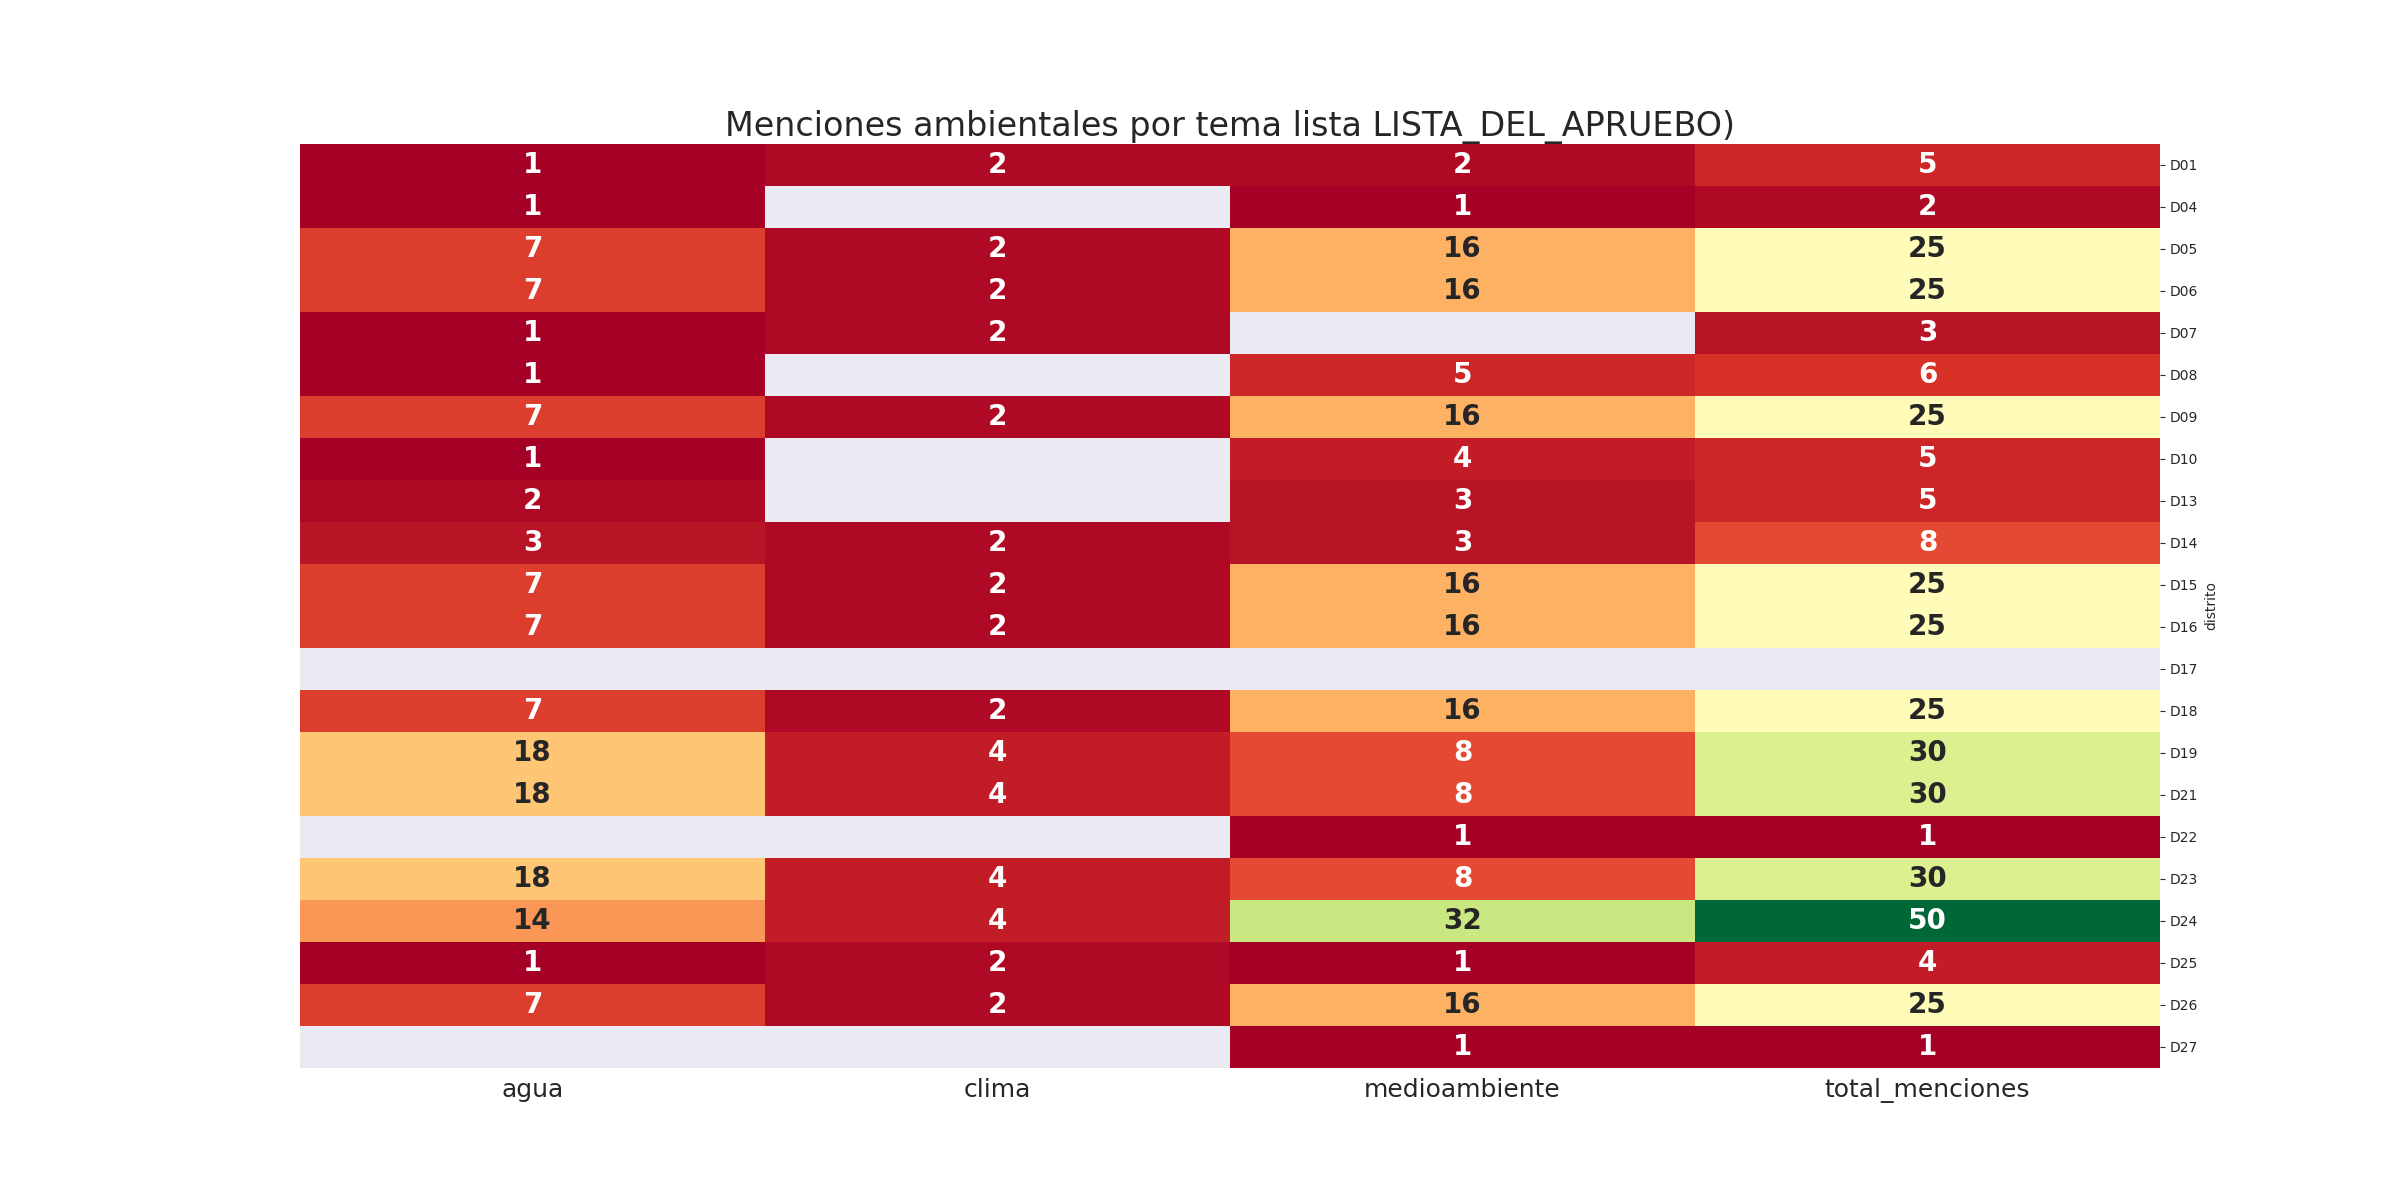 Menciones ambientales por tema lista LISTA_DEL_APRUEBO)
1 2 2 5 D01
1 1 2 D04
7 2 16 25 D05
7 2 16 25 D06
1 2 3 D07
1 5 6 D08
7 2 16 25 D09
1 4 5 D10
2 3 5 D13
3 2 3 8 D14
7 2 16 25 D15
distrito
7 2 16 25 D16
D17
7 2 16 25 D18
18 4 8 30 D19
18 4 8 30 D21
1 1 D22
18 4 8 30 D23
14 4 32 50 D24
1 2 1 4 D25
7 2 16 25 D26
1 1 D27
agua clima medioambiente total_menciones